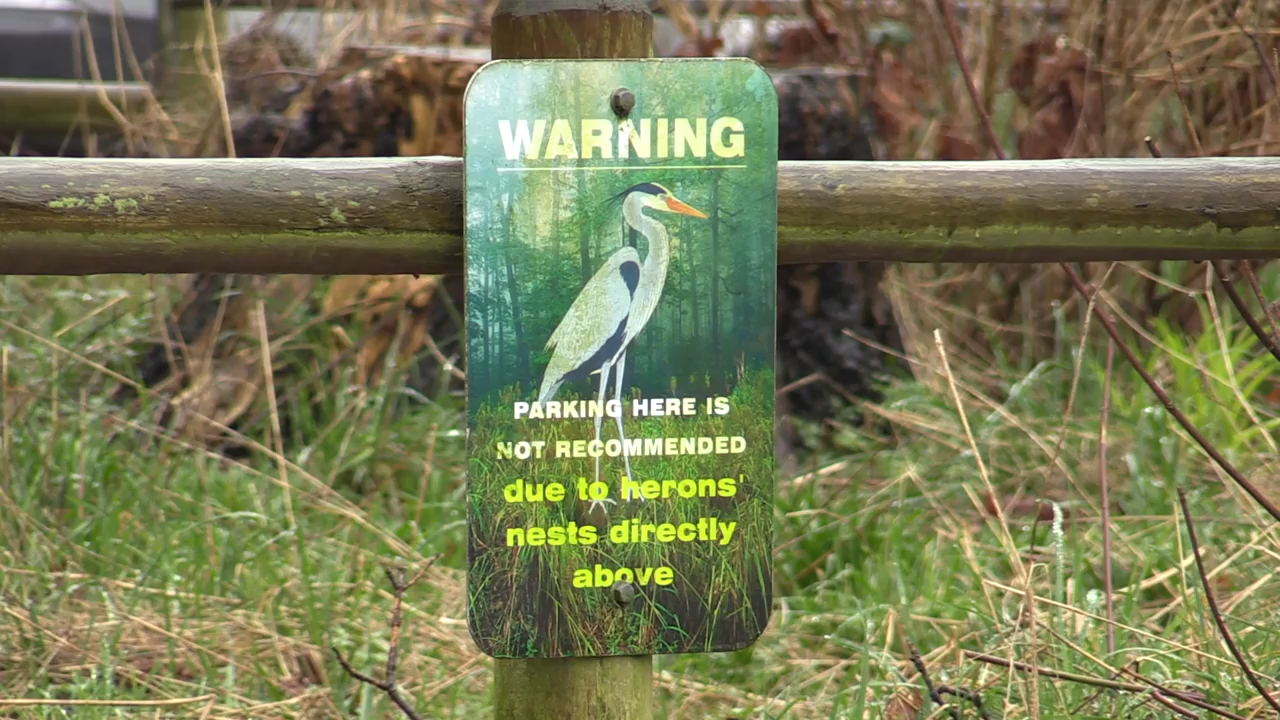 WARNING
PARKING HERE IS
NOT RECOMMENDED
due to herons'
nests directly
above